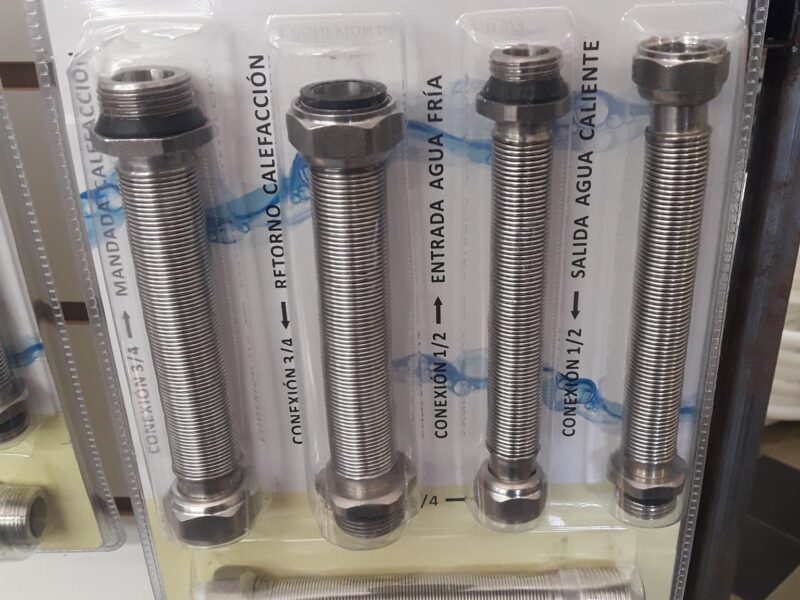 CONEXIÓN 3/4 → MANDADA CALEFACCIÓN
CONEXIÓN 3/4 ← RETORNO CALEFACCIÓN
CONEXIÓN 1/2 → ENTRADA AGUA FRÍA
CONEXIÓN 1/2 ← SALIDA AGUA CALIENTE
/4 —